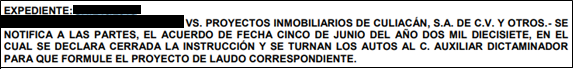 EXPEDIENTE:
VS. PROYECTOS INMOBILIARIOS DE CULIACÁN, S.A. DE C.V. Y OTROS.- SE
NOTIFICA A LAS PARTES, EL ACUERDO DE FECHA CINCO DE JUNIO DEL AÑO DOS MIL DIECISIETE, EN EL
CUAL SE DECLARA CERRADA LA INSTRUCCIÓN Y SE TURNAN LOS AUTOS AL C. AUXILIAR DICTAMINADOR
PARA QUE FORMULE EL PROYECTO DE LAUDO CORRESPONDIENTE.